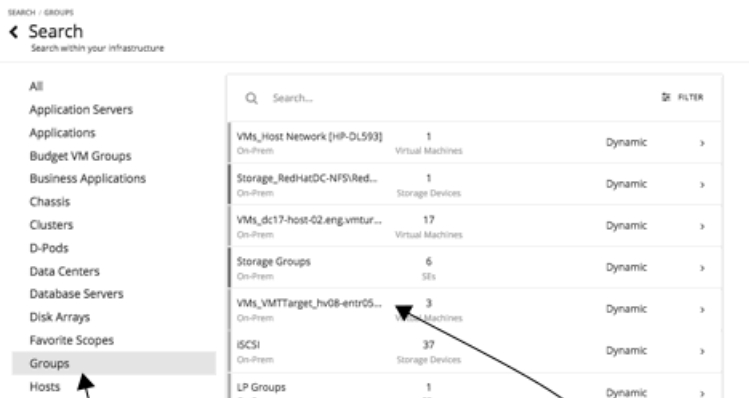 SEARCH / GROUPS
Search
Search within your infrastructure
All
Application Servers
Applications
Budget VM Groups
Business Applications
Chassis
Clusters
D-Pods
Data Centers
Database Servers
Disk Arrays
Favorite Scopes
Groups
Hosts
Search...
FILTER
VMs_Host Network [HP-DL593] 1 Dynamic
On-Prem Virtual Machines
Storage_RedHatDC-NFS\Red... 1 Dynamic
On-Prem Storage Devices
VMs_dc17-host-02.eng.vmtur... 17 Dynamic
On-Prem Virtual Machines
Storage Groups 6 Dynamic
On-Prem SEs
VMs_VMTTarget_hv08-entr05... 3 Dynamic
On-Prem Virtual Machines
iSCSI 37 Dynamic
On-Prem Storage Devices
LP Groups 1 Dynamic